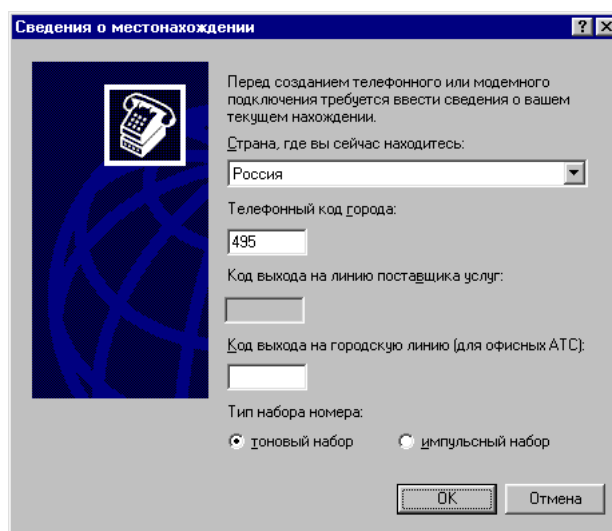 Сведения о местонахождении
Перед созданием телефонного или модемного
подключения требуется ввести сведения о вашем
текущем нахождении.
Страна, где вы сейчас находитесь:
Россия
Телефонный код города:
495
Код выхода на линию поставщика услуг:
Код выхода на городскую линию (для офисных АТС):
Тип набора номера:
тоновый набор импульсный набор
OK Отмена